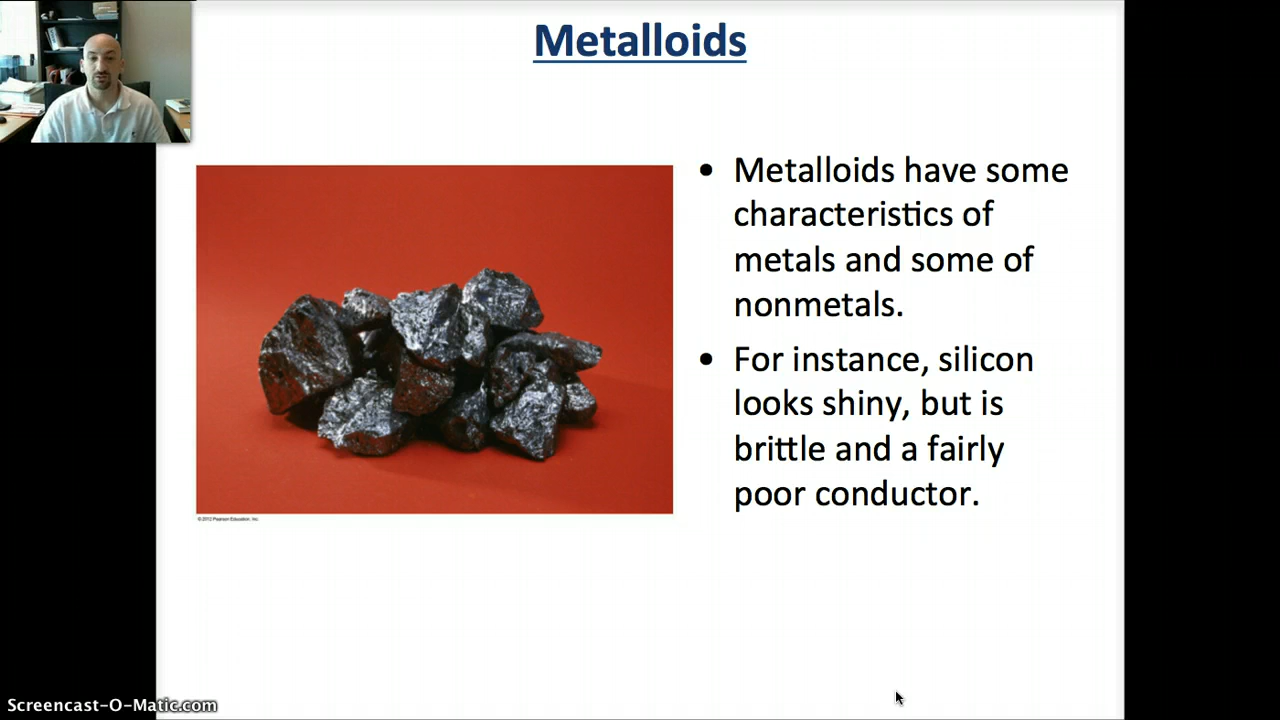 Metalloids
• Metalloids have some
characteristics of
metals and some of
nonmetals.
• For instance, silicon
looks shiny, but is
brittle and a fairly
poor conductor.
© 2012 Pearson Education, Inc.
Screencast-O-Matic.com